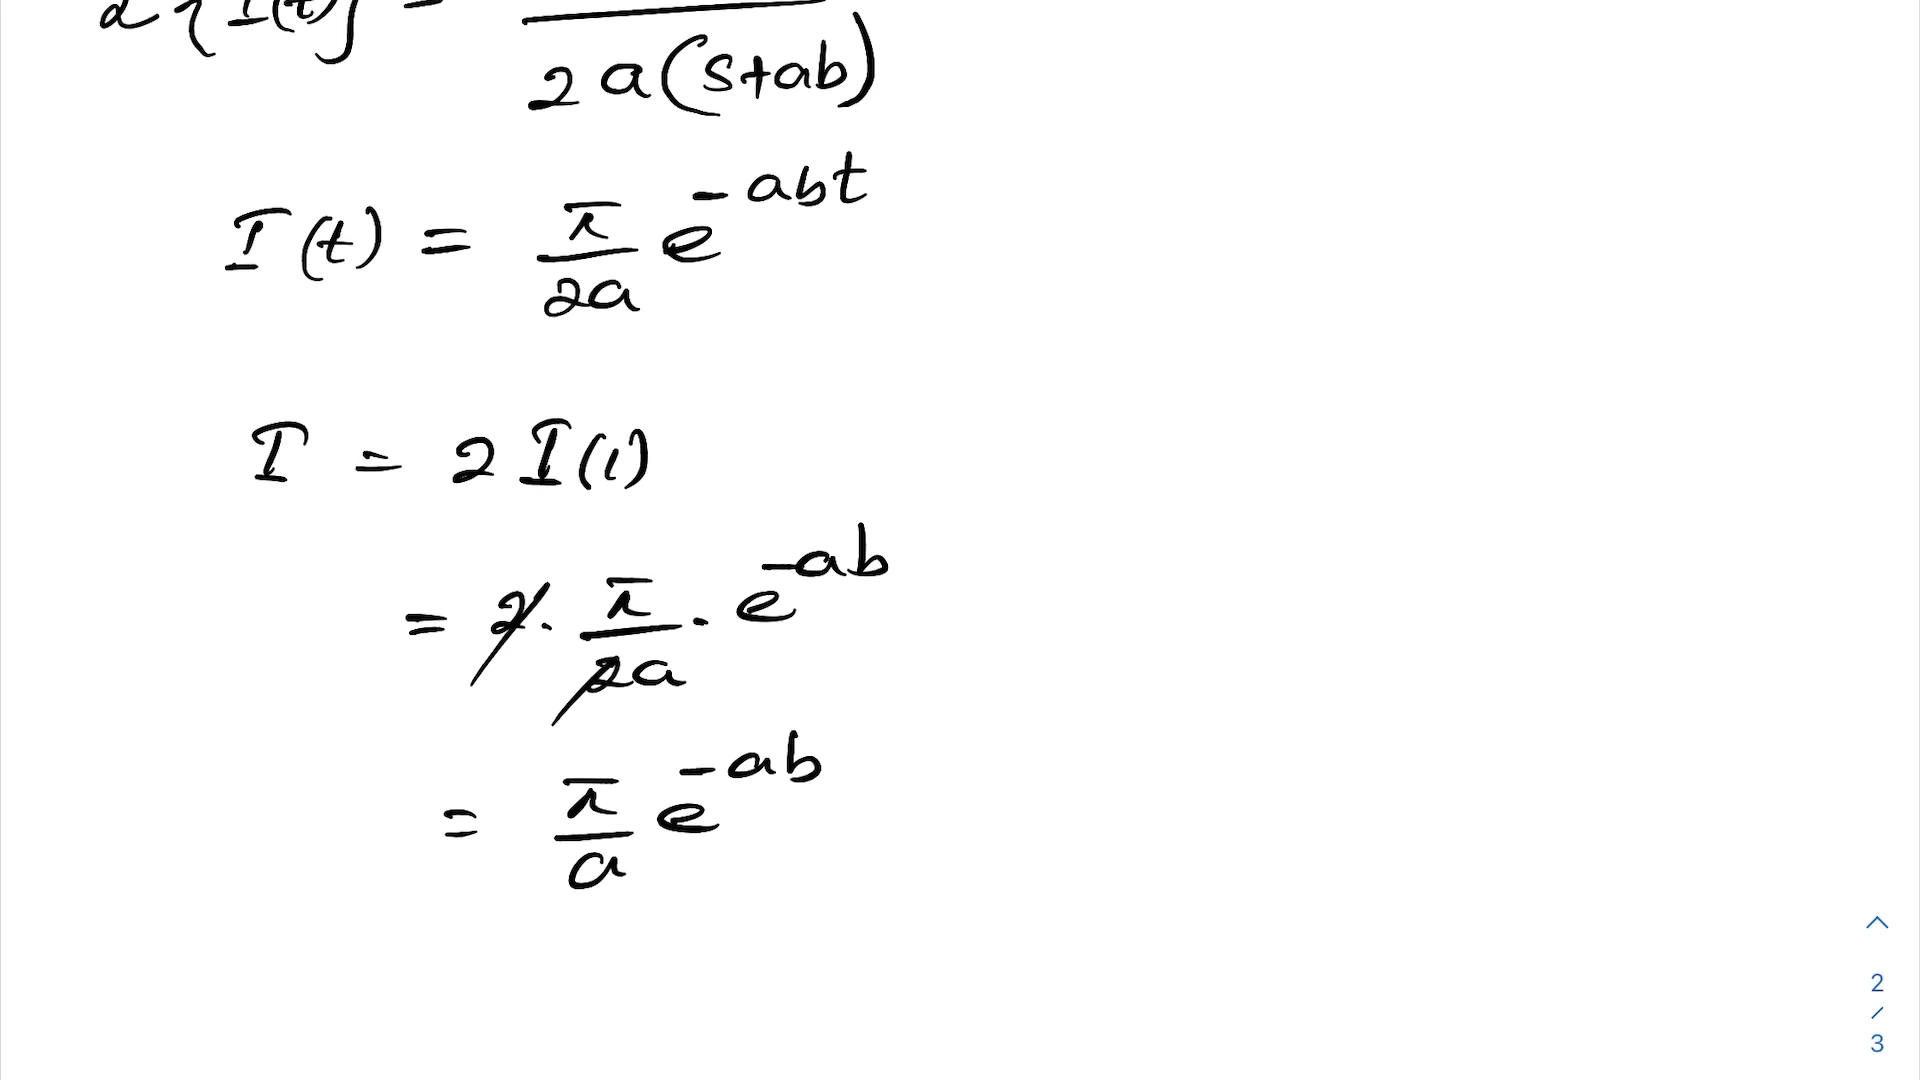 L{I(t)} =
2a(s+ab)
I(t) = π/2a e^-abt
I = 2 I(1)
= 2 · π/2a · e^-ab
= π/a e^-ab
2
/
3